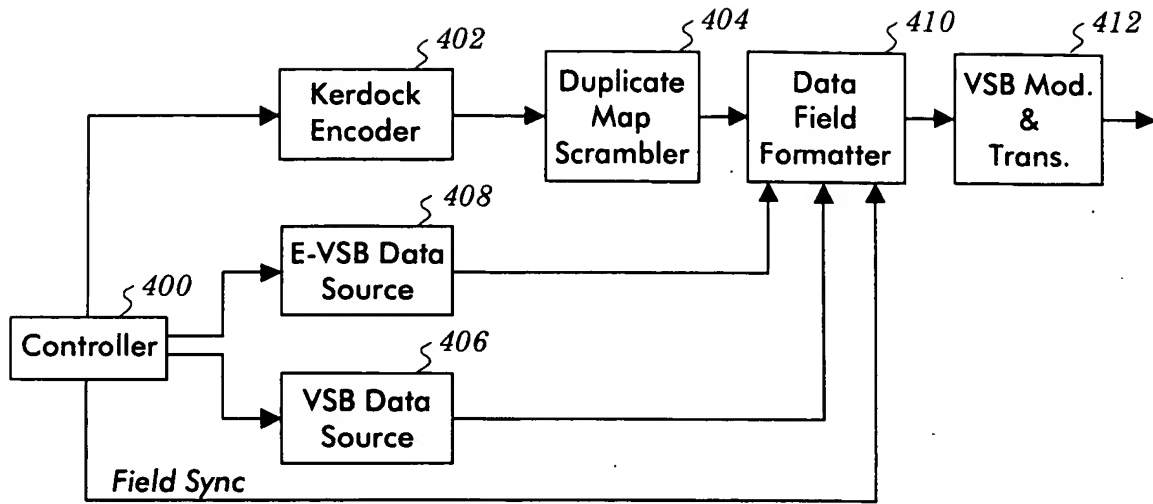 402
Kerdock
Encoder
404
Duplicate
Map
Scrambler
410
Data
Field
Formatter
412
VSB Mod.
&
Trans.
408
E-VSB Data
Source
400
Controller
406
VSB Data
Source
Field Sync